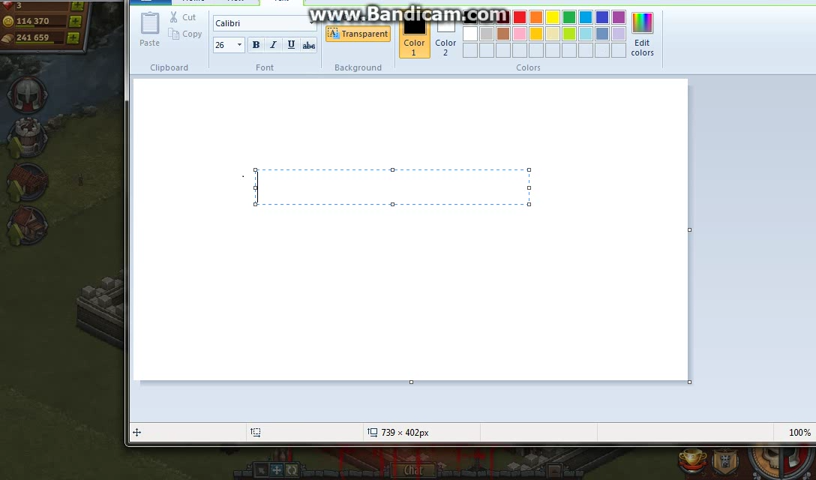 3
www.Bandicam.com
114 370
241 659
Cut
Copy
Paste
Calibri
26
B I U abc
Transparent
Color 1
Color 2
Edit colors
Clipboard
Font
Background
Colors
739 × 402px
100%
Chat